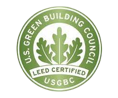 U.S. GREEN BUILDING COUNCIL
LEED CERTIFIED
USGBC